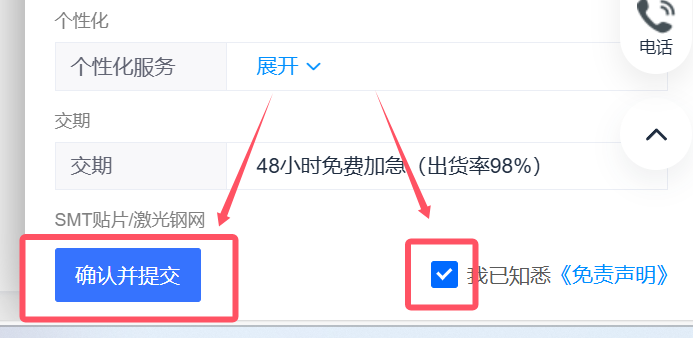 个性化
电话
个性化服务 展开
交期
交期 48小时免费加急（出货率98%）
SMT贴片/激光钢网
确认并提交 我已知悉《免责声明》